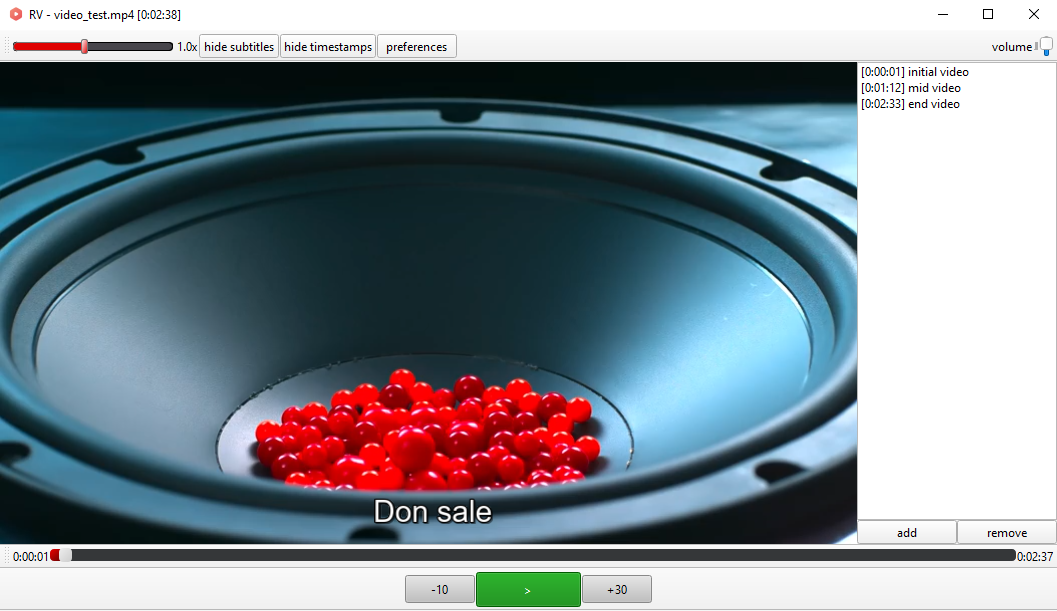 RV - video_test.mp4 [0:02:38]
1.0x hide subtitles hide timestamps preferences volume
[0:00:01] initial video
[0:01:12] mid video
[0:02:33] end video
Don sale
add remove
0:00:01 0:02:37
-10 > +30